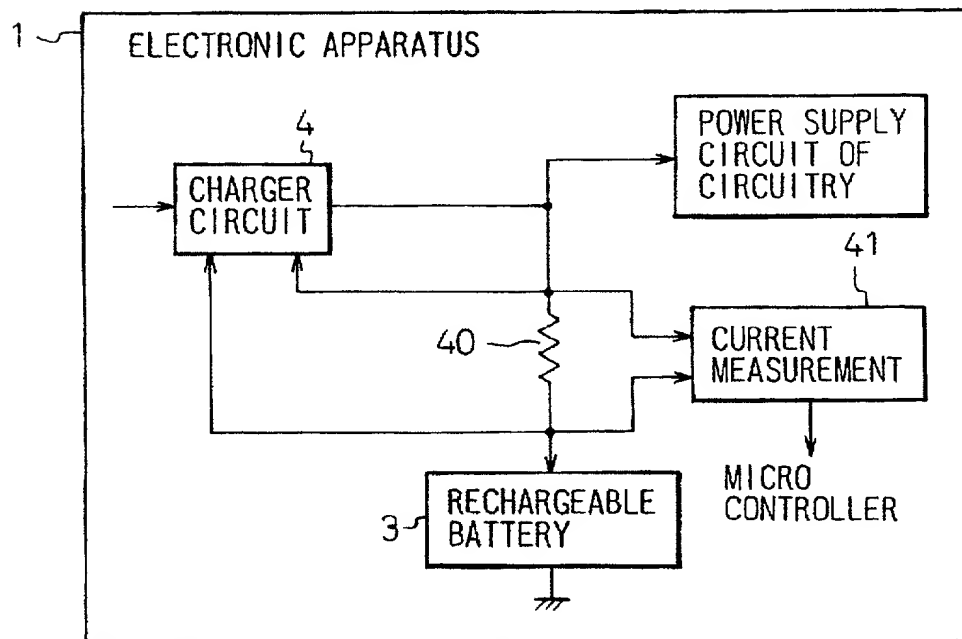 1
ELECTRONIC APPARATUS
4
CHARGER
CIRCUIT
POWER SUPPLY
CIRCUIT OF
CIRCUITRY
41
40
CURRENT
MEASUREMENT
MICRO
CONTROLLER
3
RECHARGEABLE
BATTERY